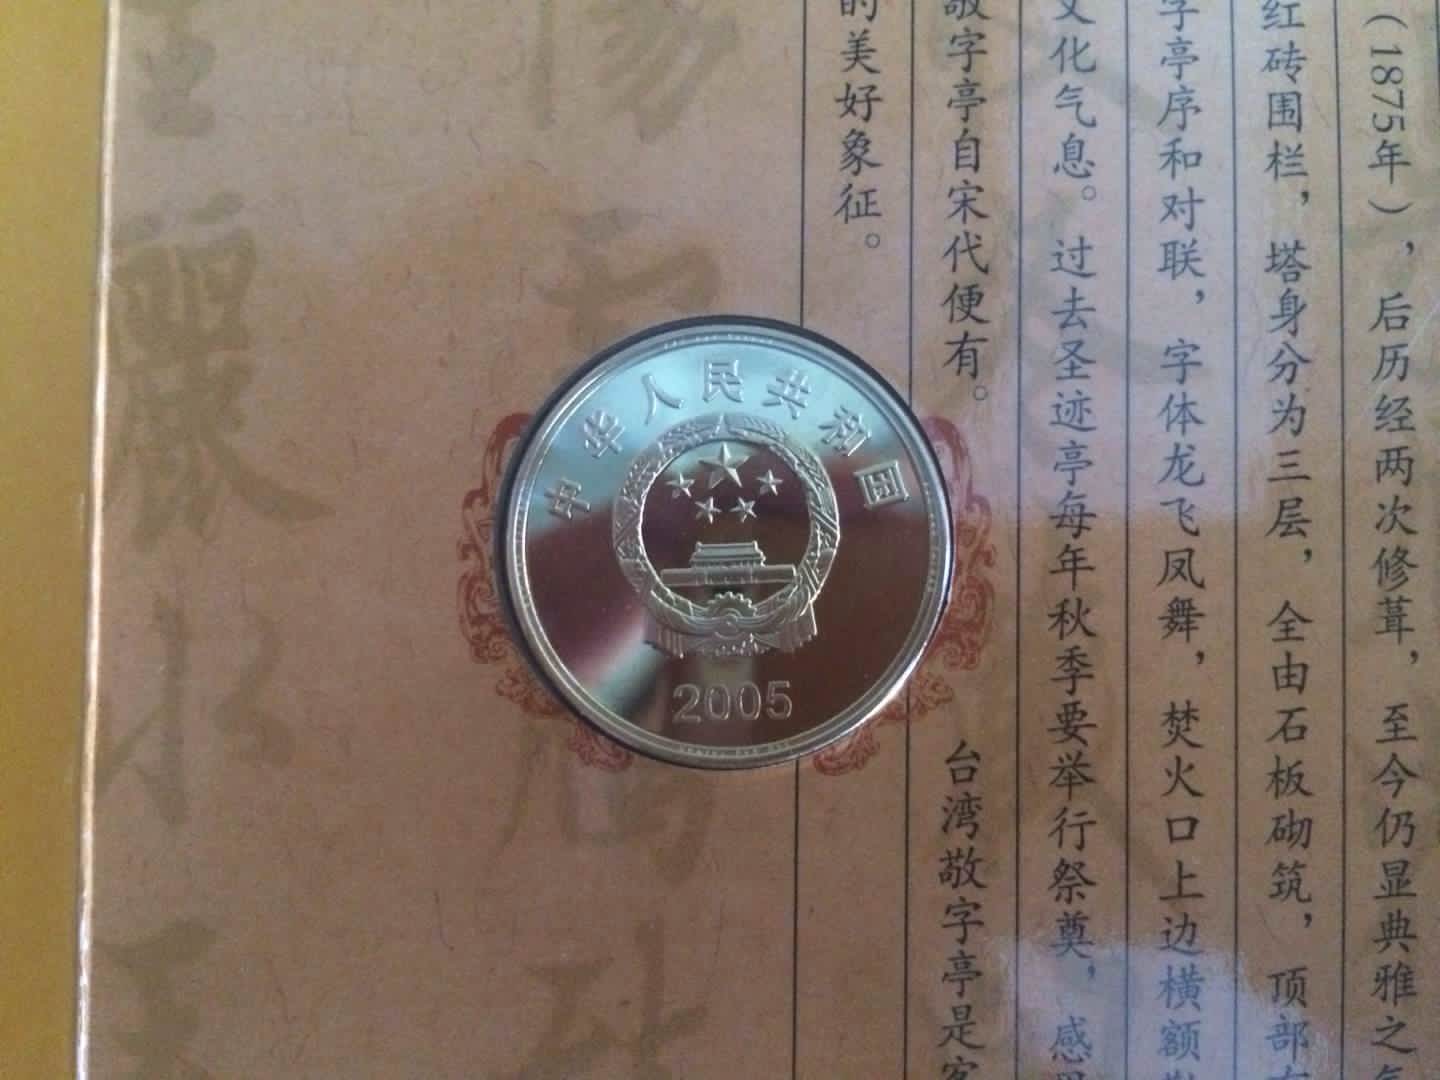 （1875年），后历经两次修葺，至今仍显典雅之气
红砖围栏，塔身分为三层，全由石板砌筑，顶部
字亭序和对联，字体龙飞凤舞，焚火口上边横额
文化气息。过去圣迹亭每年秋季要举行祭奠，感
敬字亭自宋代便有。
台湾敬字亭是客
的美好象征。
中华人民共和国
2005